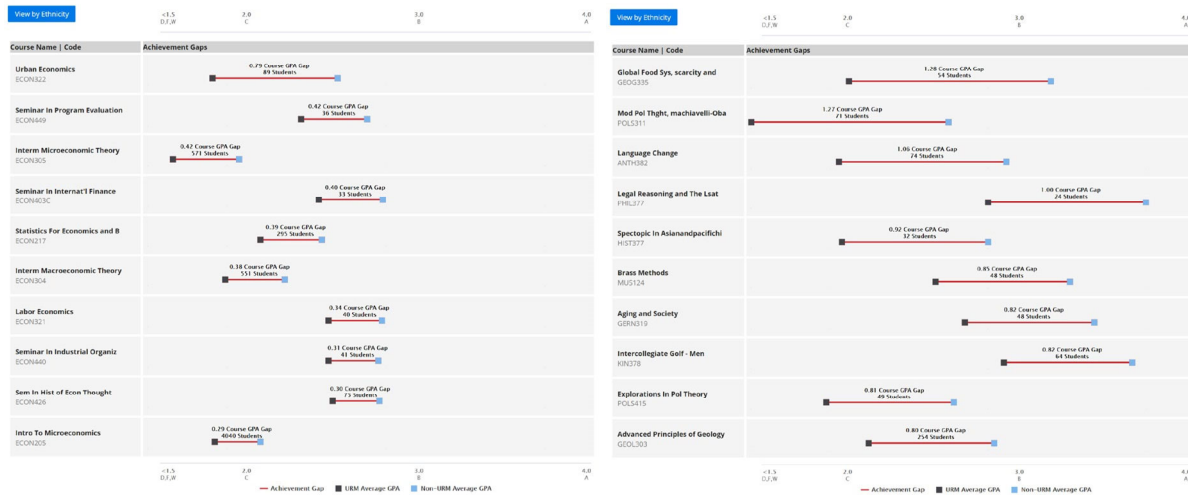 View by Ethnicity
<1.5 2.0 3.0 4.0
D,F,W C B A
Course Name | Code Achievement Gaps
Urban Economics
ECON322
0.79 Course GPA Gap
89 Students
Seminar In Program Evaluation
ECON449
0.42 Course GPA Gap
36 Students
Interm Microeconomic Theory
ECON305
0.42 Course GPA Gap
571 Students
Seminar In Internat'l Finance
ECON403C
0.40 Course GPA Gap
33 Students
Statistics For Economics and B
ECON217
0.39 Course GPA Gap
295 Students
Interm Macroeconomic Theory
ECON304
0.38 Course GPA Gap
551 Students
Labor Economics
ECON321
0.34 Course GPA Gap
40 Students
Seminar In Industrial Organiz
ECON440
0.31 Course GPA Gap
41 Students
Sem In Hist of Econ Thought
ECON426
0.30 Course GPA Gap
75 Students
Intro To Microeconomics
ECON205
0.29 Course GPA Gap
4040 Students
<1.5 2.0 3.0 4.0
D,F,W C B A
Achievement Gap URM Average GPA Non-URM Average GPA
View by Ethnicity
<1.5 2.0 3.0 4.0
D,F,W C B A
Course Name | Code Achievement Gaps
Global Food Sys, scarcity and
GEOG335
1.28 Course GPA Gap
54 Students
Mod Pol Thght, machiavelli-Oba
POLS311
1.27 Course GPA Gap
71 Students
Language Change
ANTH382
1.06 Course GPA Gap
74 Students
Legal Reasoning and The Lsat
PHIL377
1.00 Course GPA Gap
24 Students
Spectopic In Asianandpacifichi
HIST377
0.92 Course GPA Gap
32 Students
Brass Methods
MUS124
0.85 Course GPA Gap
48 Students
Aging and Society
GERN319
0.82 Course GPA Gap
48 Students
Intercollegiate Golf - Men
KIN378
0.82 Course GPA Gap
64 Students
Explorations In Pol Theory
POLS415
0.81 Course GPA Gap
49 Students
Advanced Principles of Geology
GEOL303
0.80 Course GPA Gap
254 Students
<1.5 2.0 3.0 4.0
D,F,W C B A
Achievement Gap URM Average GPA Non-URM Average GPA